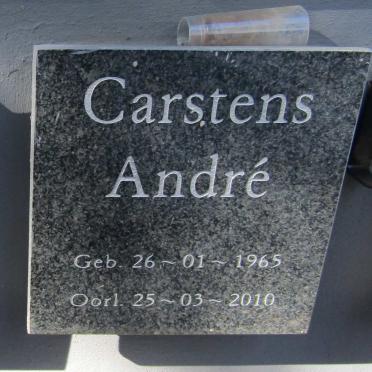 Carstens
André
Geb. 26 ~ 01 ~ 1965
Oorl. 25 ~ 03 ~ 2010